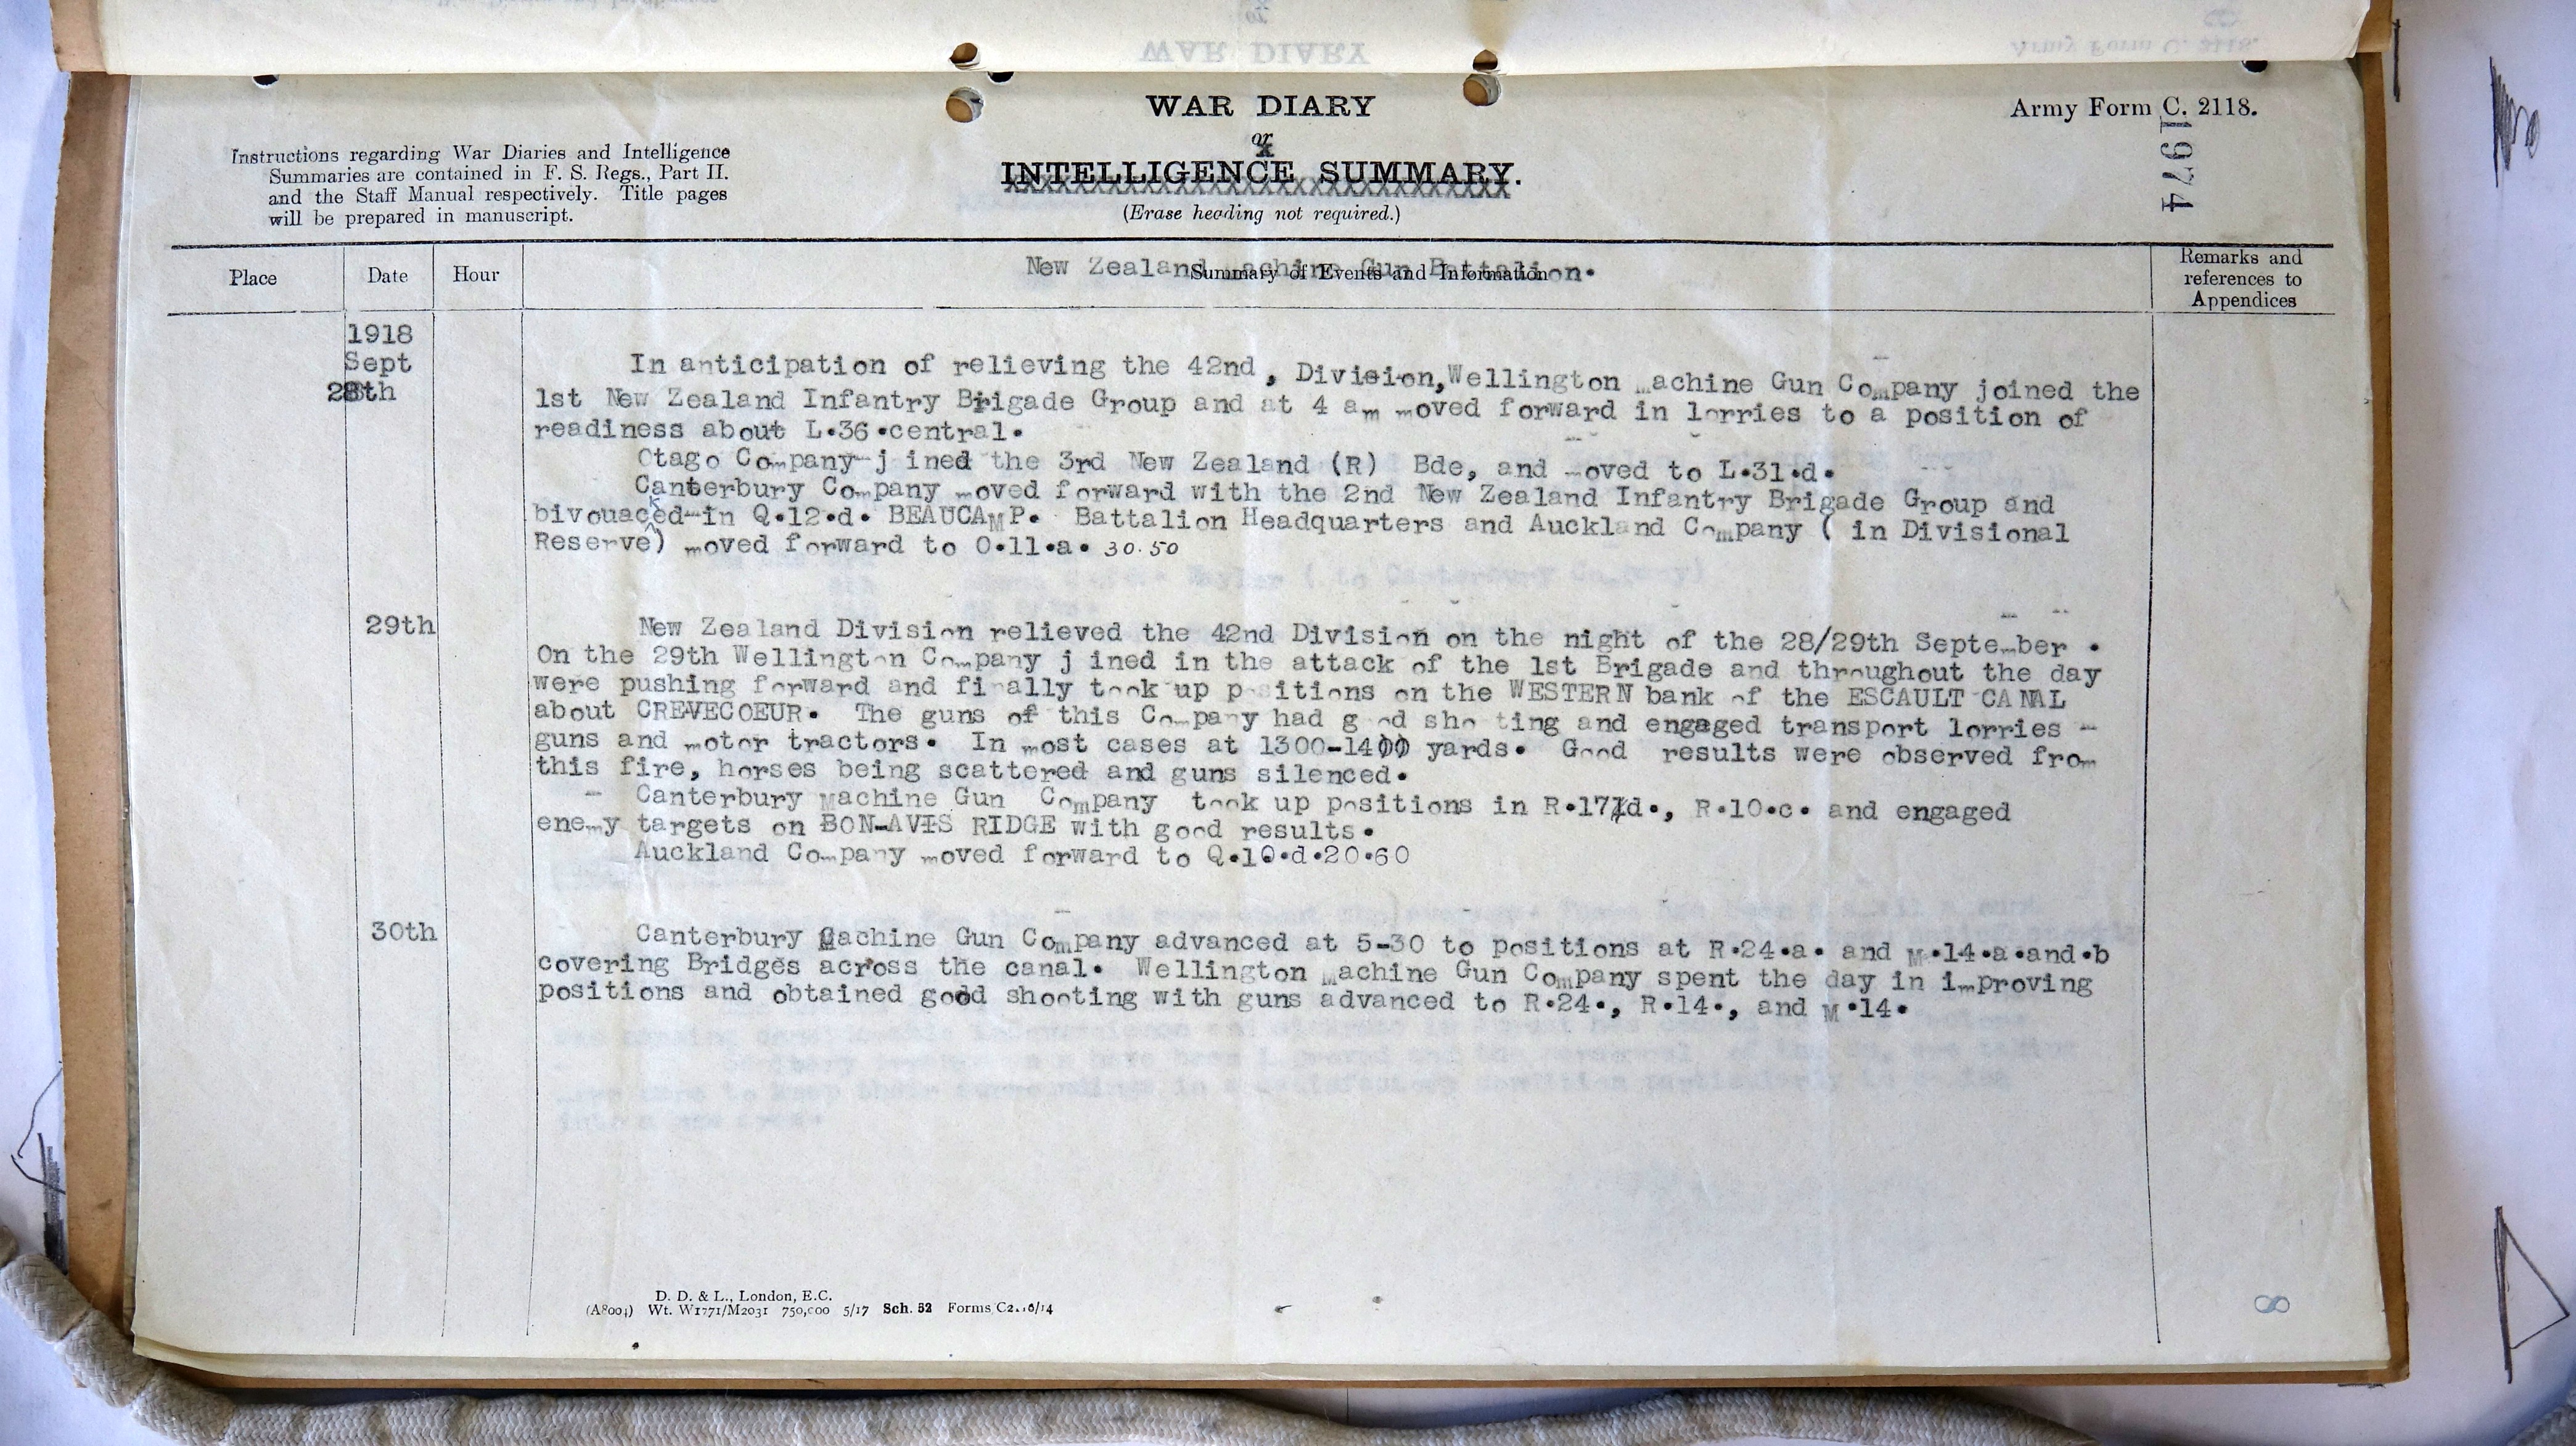 WAR DIARY
or
INTELLIGENCE SUMMARY.
(Erase heading not required.)
Army Form C. 2118.
1974
Instructions regarding War Diaries and Intelligence
Summaries are contained in F. S. Regs., Part II.
and the Staff Manual respectively. Title pages
will be prepared in manuscript.
Place
Date
Hour
New Zealand Machine Gun Battalion.
Summary of Events and Information
Remarks and
references to
Appendices
1918
Sept
28th
In anticipation of relieving the 42nd, Division, Wellington Machine Gun Company joined the
1st New Zealand Infantry Brigade Group and at 4 am moved forward in lorries to a position of
readiness about L.36.central.
Otago Company j ined the 3rd New Zealand (R) Bde, and moved to L.31.d.
Canterbury Company moved forward with the 2nd New Zealand Infantry Brigade Group and
bivouacked in Q.12.d. BEAUCAMP. Battalion Headquarters and Auckland Company ( in Divisional
Reserve) moved forward to O.11.a. 30.50
29th
New Zealand Division relieved the 42nd Division on the night of the 28/29th September .
On the 29th Wellington Company j ined in the attack of the 1st Brigade and throughout the day
were pushing forward and finally took up positions on the WESTERN bank of the ESCAULT CANAL
about CREVECOEUR. The guns of this Company had good shooting and engaged transport lorries -
guns and motor tractors. In most cases at 1300-1400 yards. Good results were observed from
this fire, horses being scattered and guns silenced.
- Canterbury Machine Gun Company took up positions in R.17.d., R.10.c. and engaged
enemy targets on BON-AVIS RIDGE with good results.
Auckland Company moved forward to Q.10.d.20.60
30th
Canterbury Machine Gun Company advanced at 5-30 to positions at R.24.a. and M.14.a.and.b
covering Bridges across the canal. Wellington Machine Gun Company spent the day in improving
positions and obtained good shooting with guns advanced to R.24., R.14., and M.14.
D. D. & L., London, E.C.
(A8004) Wt. W1771/M2031 750,000 5/17 Sch. 52 Forms/C2118/14
8